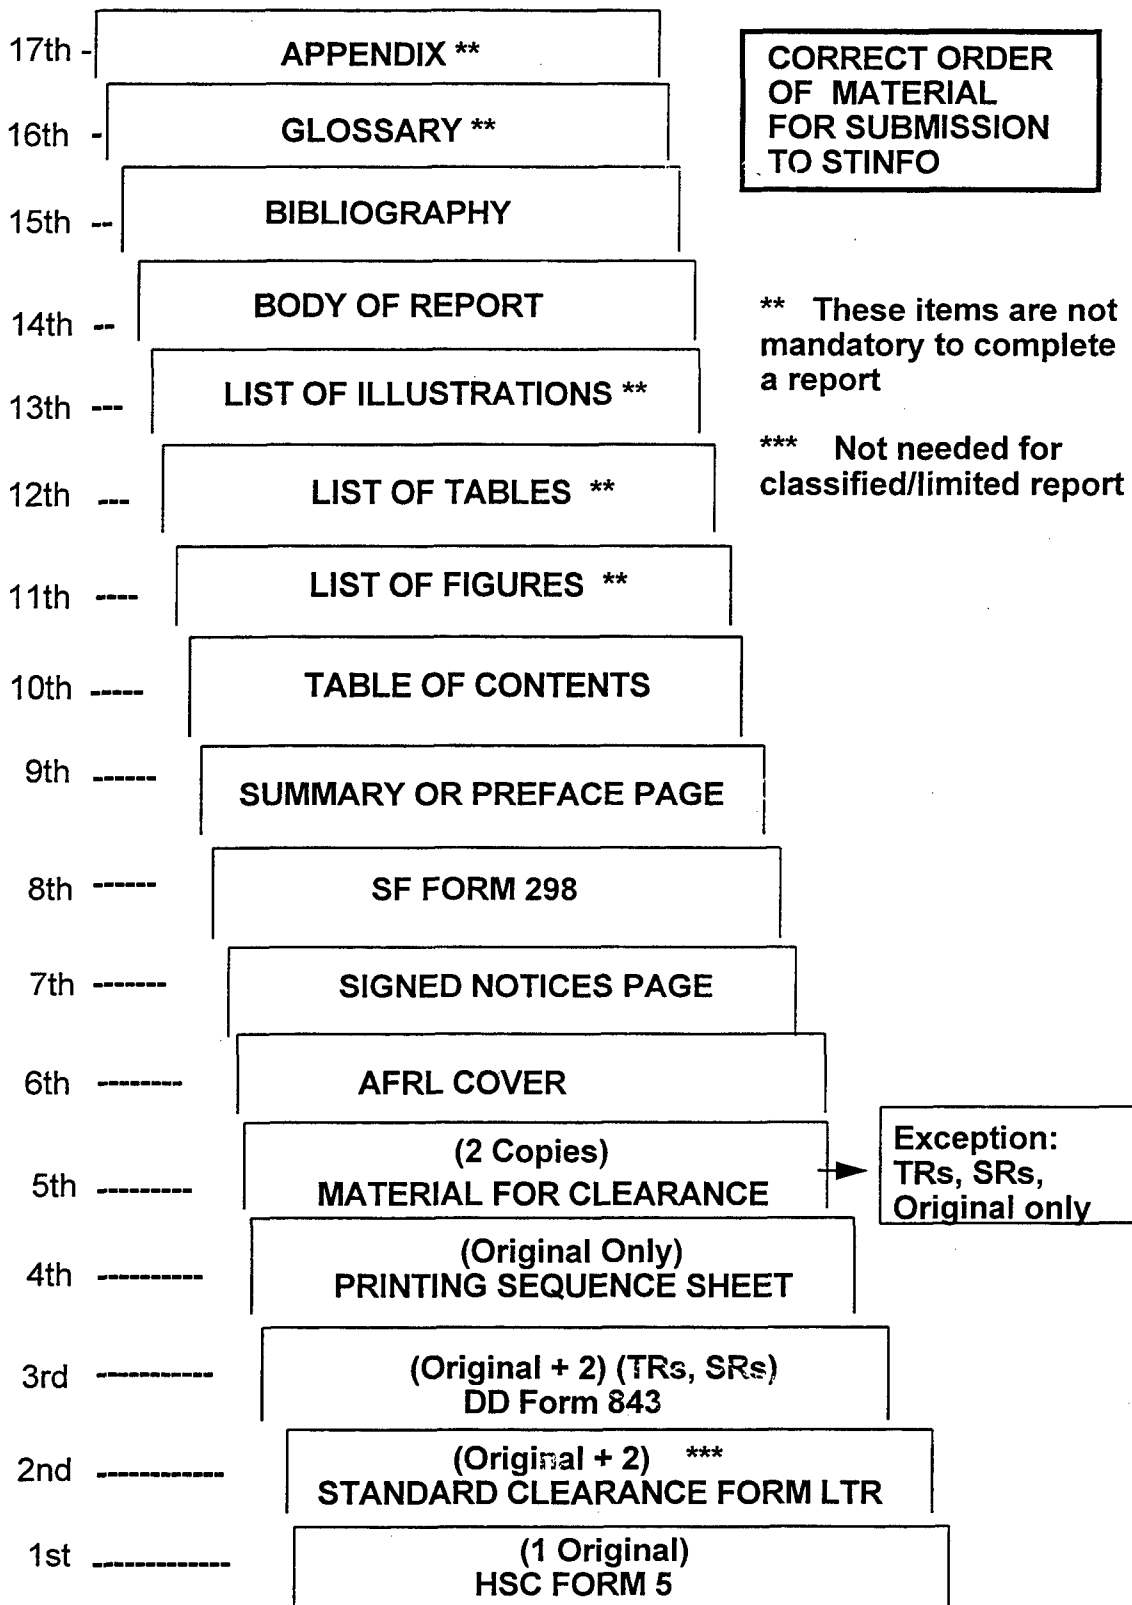 17th - APPENDIX **
16th - GLOSSARY **
15th -- BIBLIOGRAPHY
14th -- BODY OF REPORT
13th --- LIST OF ILLUSTRATIONS **
12th --- LIST OF TABLES **
11th ---- LIST OF FIGURES **
10th ----- TABLE OF CONTENTS
9th ------ SUMMARY OR PREFACE PAGE
8th ------ SF FORM 298
7th ------- SIGNED NOTICES PAGE
6th -------- AFRL COVER
(2 Copies)
5th --------- MATERIAL FOR CLEARANCE
(Original Only)
4th ---------- PRINTING SEQUENCE SHEET
3rd ----------- (Original + 2) (TRs, SRs)
DD Form 843
2nd ------------ (Original + 2) ***
STANDARD CLEARANCE FORM LTR
1st ------------- (1 Original)
HSC FORM 5
CORRECT ORDER
OF MATERIAL
FOR SUBMISSION
TO STINFO
** These items are not
mandatory to complete
a report
*** Not needed for
classified/limited report
Exception:
TRs, SRs,
Original only